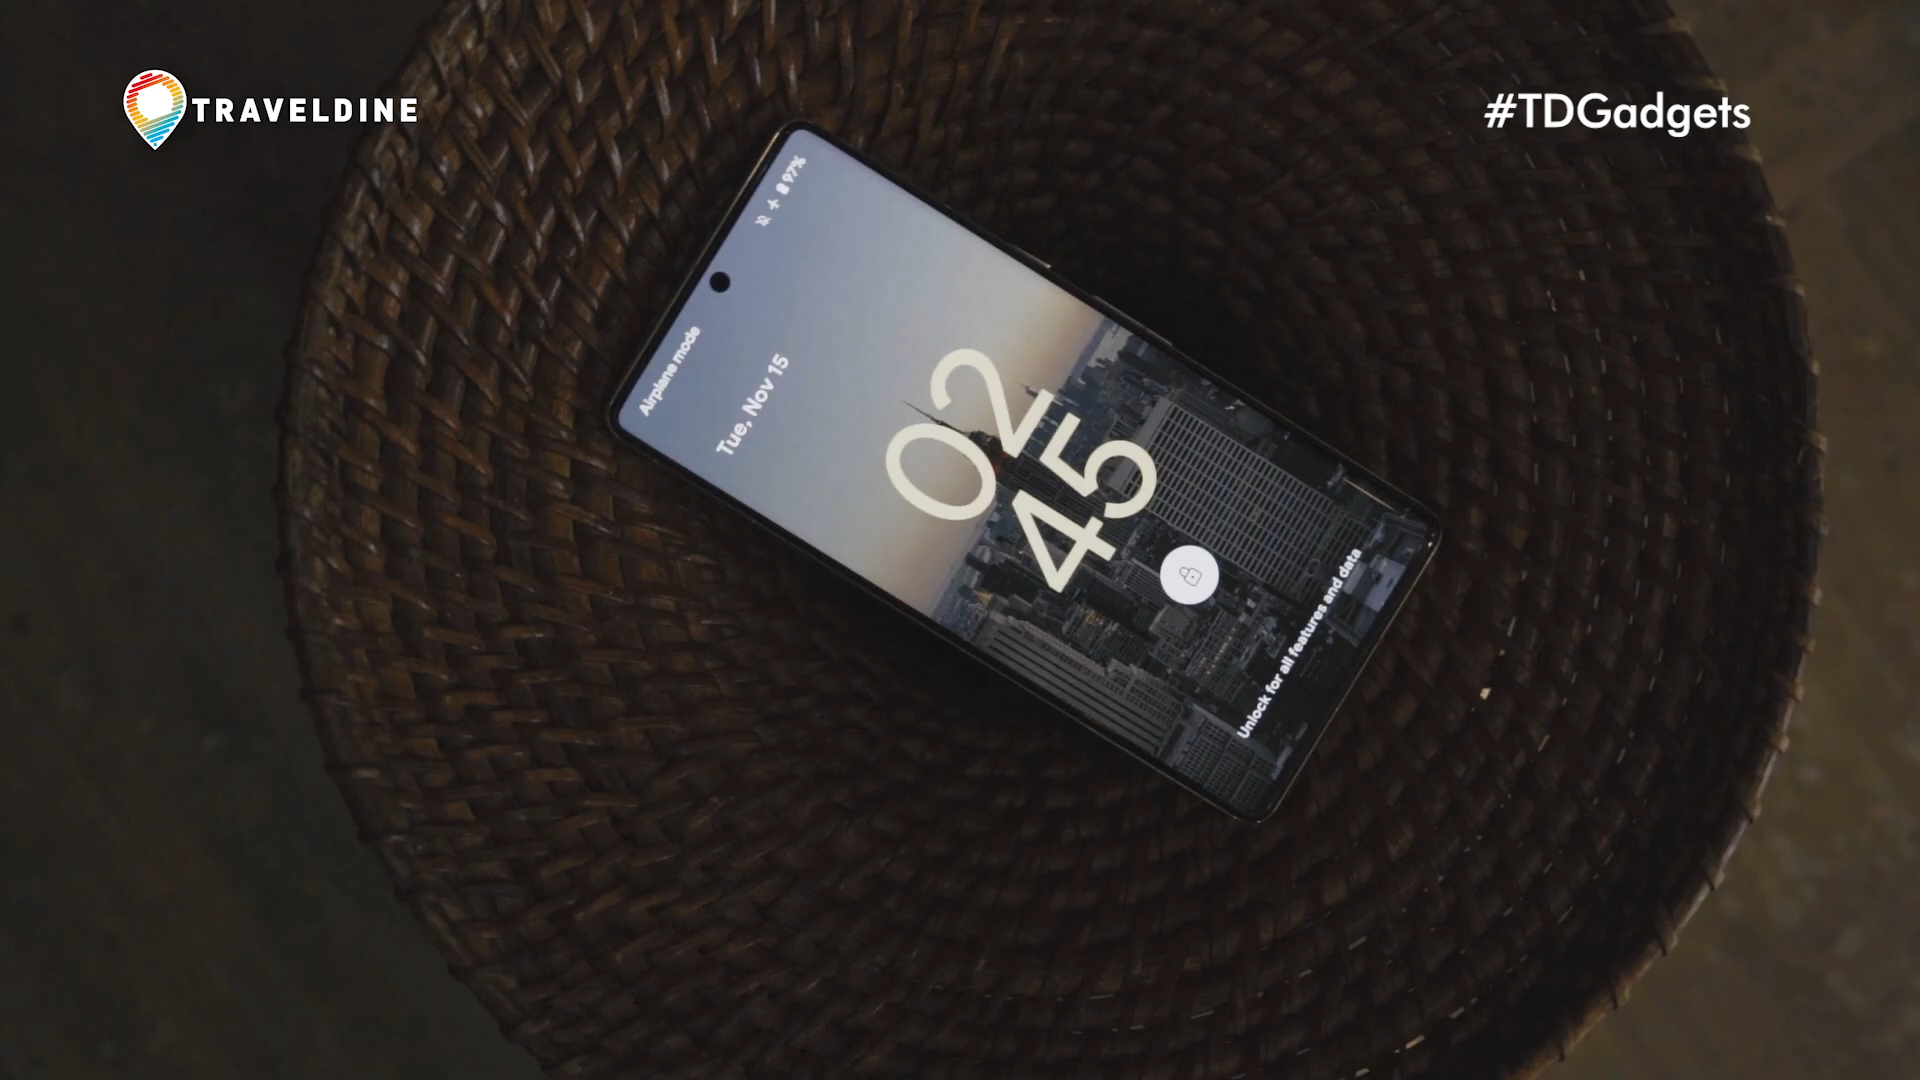 TRAVELDINE
#TDGadgets
Airplane mode
97%
Tue, Nov 15
02
45
Unlock for all features and data